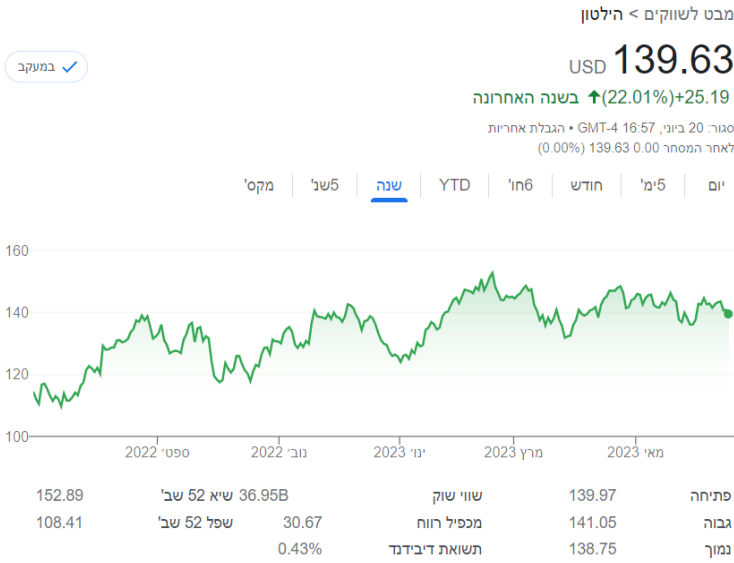 מבט לשווקים > הילטון
139.63 USD
במעקב
+25.19(22.01%) בשנה האחרונה
סגור: 20 ביוני, 16:57 GMT-4 • הגבלת אחריות
לאחר המסחר 139.63 0.00 (0.00%)
יום 5ימ' חודש 6חו' YTD שנה 5שנ' מקס'
160
140
120
100
ספט׳ 2022 נוב׳ 2022 ינו׳ 2023 מרץ 2023 מאי 2023
פתיחה 139.97 שווי שוק 36.95B שיא 52 שב' 152.89
גבוה 141.05 מכפיל רווח 30.67 שפל 52 שב' 108.41
נמוך 138.75 תשואת דיבידנד 0.43%